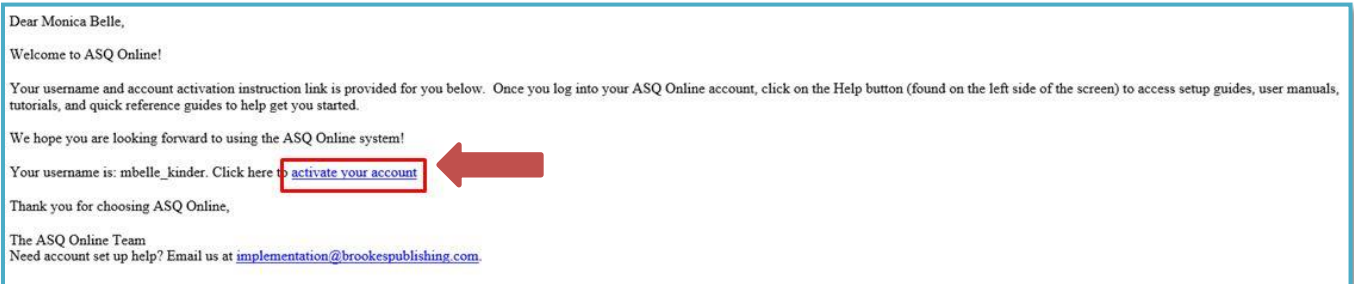 Dear Monica Belle,
Welcome to ASQ Online!
Your username and account activation instruction link is provided for you below.  Once you log into your ASQ Online account, click on the Help button (found on the left side of the screen) to access setup guides, user manuals,
tutorials, and quick reference guides to help get you started.
We hope you are looking forward to using the ASQ Online system!
Your username is: mbelle_kinder. Click here to activate your account
Thank you for choosing ASQ Online,
The ASQ Online Team
Need account set up help? Email us at implementation@brookespublishing.com.